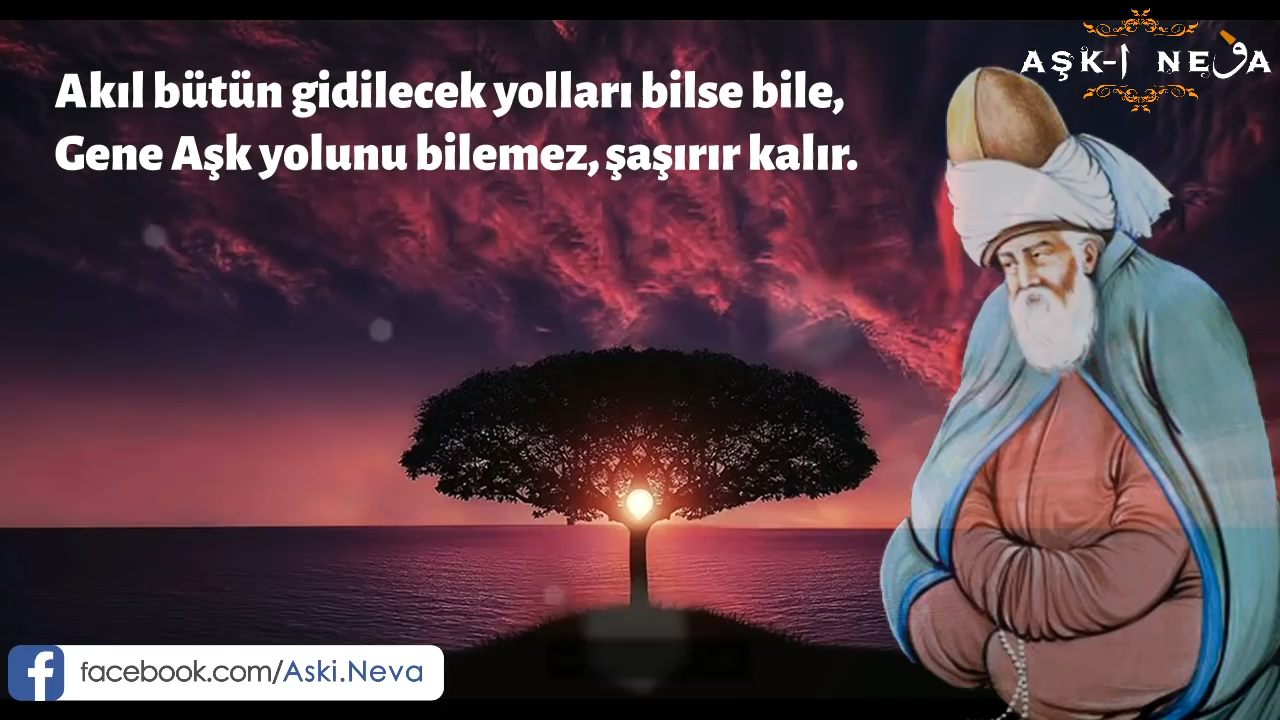 AŞK-I NEVA
Akıl bütün gidilecek yolları bilse bile,
Gene Aşk yolunu bilemez, şaşırır kalır.
facebook.com/Aski.Neva